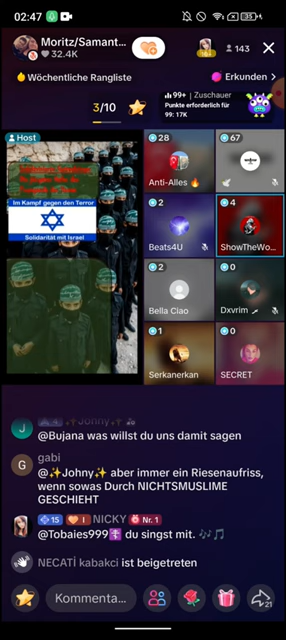 02:47
35
Moritz/Samant...
32.4K
143
Wöchentliche Rangliste
Erkunden >
3/10
99+ | Zuschauer
Punkte erforderlich für
99: 17K
Host
Im Kampf gegen den Terror
Solidarität mit Israel
28
Anti-Alles
67
2
Beats4U
4
ShowTheWo...
2
Bella Ciao
0
Dxvrim
1
Serkanerkan
0
SECRET
J
Johny
@Bujana was willst du uns damit sagen
G
gabi
@✨Johny✨ aber immer ein Riesenaufriss,
wenn sowas Durch NICHTSMUSLIME
GESCHIEHT
15 I NICKY Nr. 1
@Tobaies999 du singst mit. 🎶🎵
NECATİ kabakci ist beigetreten
Kommenta...
21